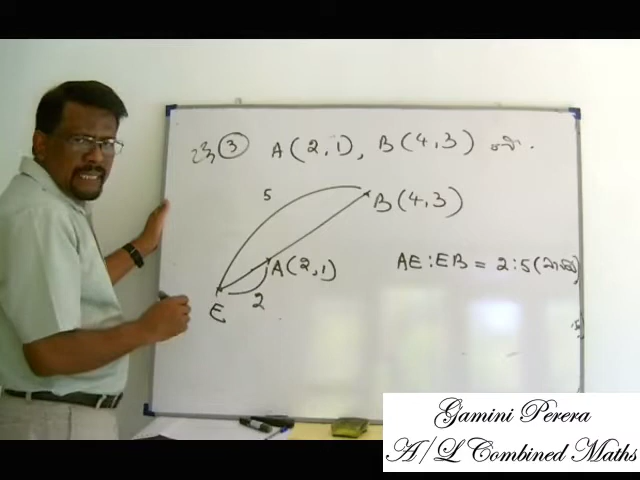 ③ A(2,1), B(4,3) වේ.
5
B(4,3)
A(2,1)
AE:EB = 2:5
2
E
Gamini Perera
A/L Combined Maths